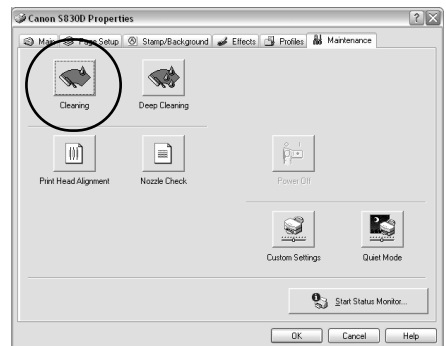 Canon S830D Properties
Main Page Setup Stamp/Background Effects Profiles Maintenance
Cleaning Deep Cleaning
Print Head Alignment Nozzle Check Power Off
Custom Settings Quiet Mode
Start Status Monitor...
OK Cancel Help